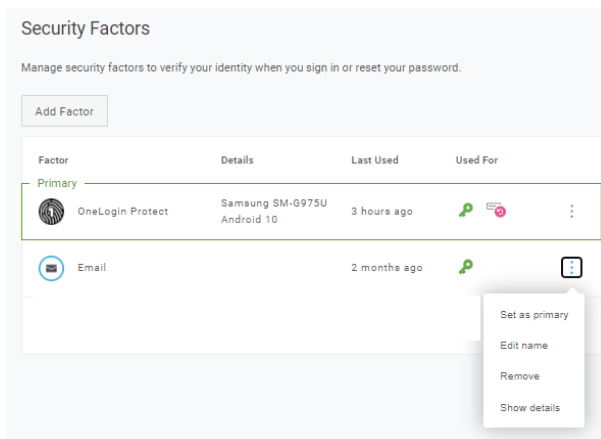 Security Factors
Manage security factors to verify your identity when you sign in or reset your password.
Add Factor
Factor Details Last Used Used For
Primary
OneLogin Protect Samsung SM-G975U 3 hours ago
Android 10
Email 2 months ago
Set as primary
Edit name
Remove
Show details